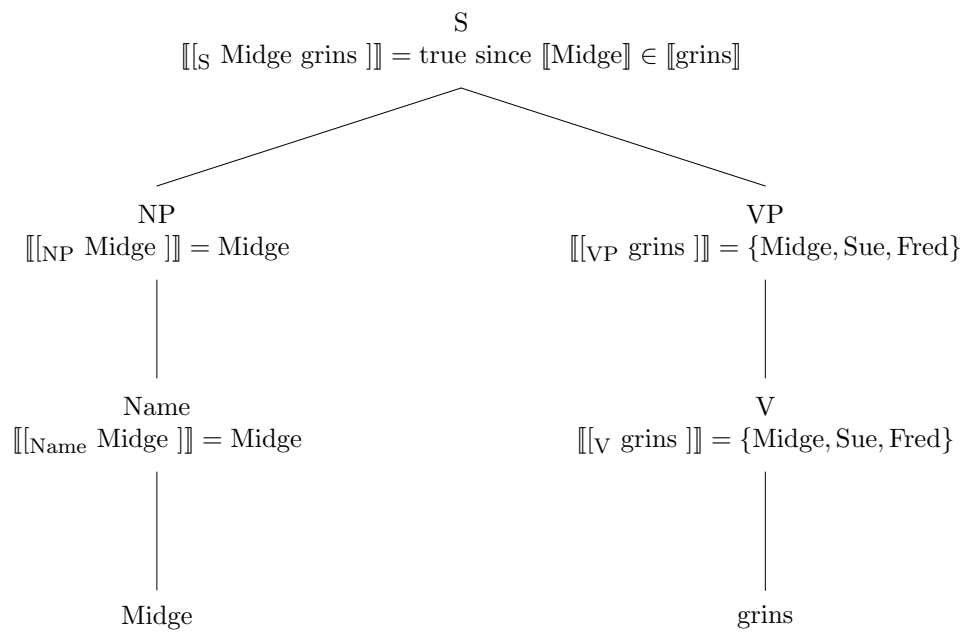 S
⟦[S Midge grins ]⟧ = true since ⟦Midge⟧ ∈ ⟦grins⟧
NP
⟦[NP Midge ]⟧ = Midge
VP
⟦[VP grins ]⟧ = {Midge, Sue, Fred}
Name
⟦[Name Midge ]⟧ = Midge
V
⟦[V grins ]⟧ = {Midge, Sue, Fred}
Midge
grins